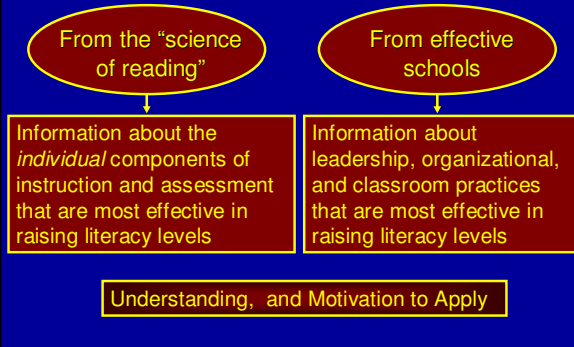 From the “science
of reading”
From effective
schools
Information about the
individual components of
instruction and assessment
that are most effective in
raising literacy levels
Information about
leadership, organizational,
and classroom practices
that are most effective in
raising literacy levels
Understanding, and Motivation to Apply